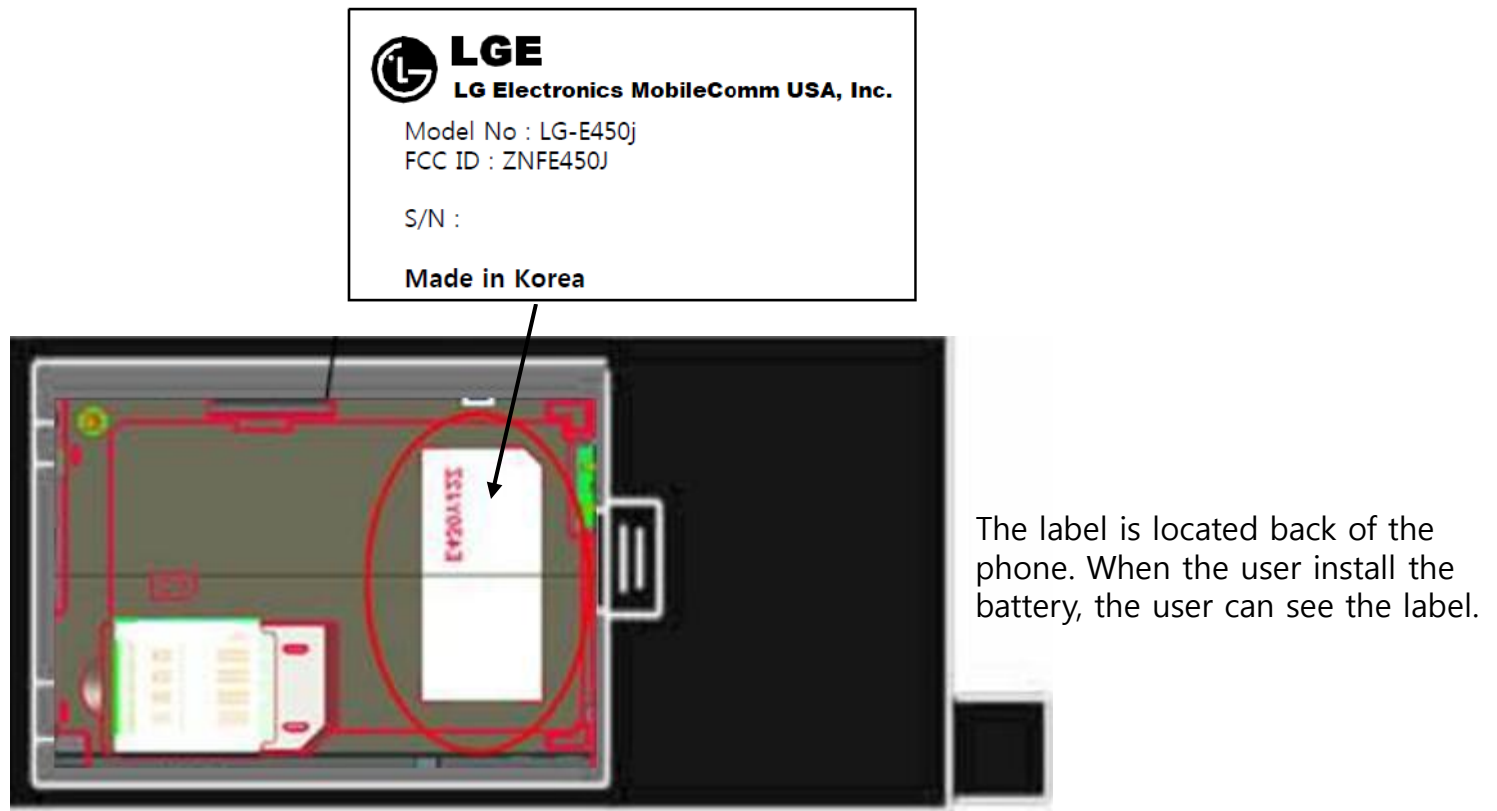 LGE
LG Electronics MobileComm USA, Inc.
Model No : LG-E450j
FCC ID : ZNFE450J
S/N :
Made in Korea
The label is located back of the
phone. When the user install the
battery, the user can see the label.